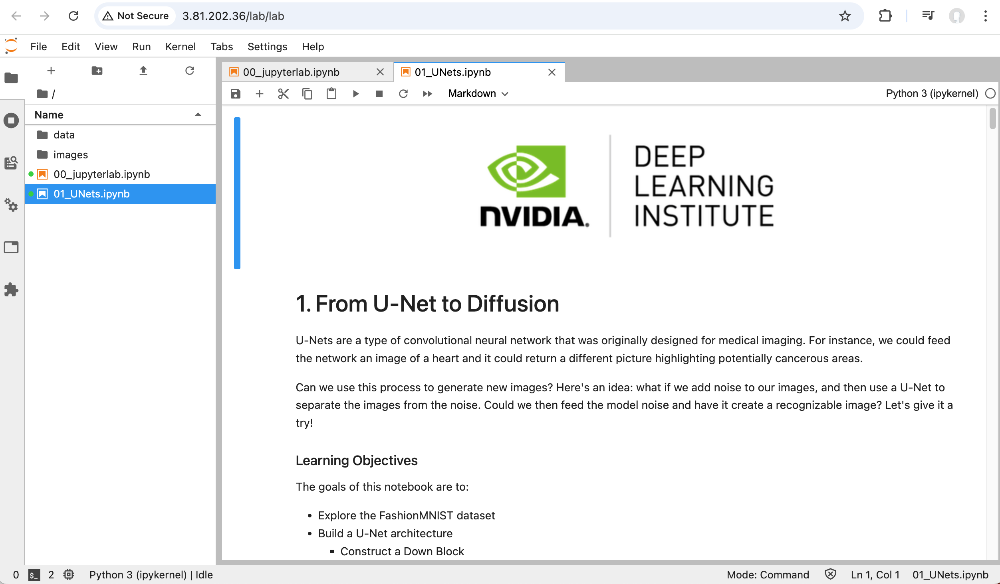 Not Secure 3.81.202.36/lab/lab
File Edit View Run Kernel Tabs Settings Help
00_jupyterlab.ipynb 01_UNets.ipynb
/
Markdown Python 3 (ipykernel)
Name
data
images
00_jupyterlab.ipynb
01_UNets.ipynb
NVIDIA.
DEEP
LEARNING
INSTITUTE
1. From U-Net to Diffusion
U-Nets are a type of convolutional neural network that was originally designed for medical imaging. For instance, we could feed
the network an image of a heart and it could return a different picture highlighting potentially cancerous areas.
Can we use this process to generate new images? Here's an idea: what if we add noise to our images, and then use a U-Net to
separate the images from the noise. Could we then feed the model noise and have it create a recognizable image? Let's give it a
try!
Learning Objectives
The goals of this notebook are to:
• Explore the FashionMNIST dataset
• Build a U-Net architecture
▪ Construct a Down Block
0 $_ 2 Python 3 (ipykernel) | Idle Mode: Command Ln 1, Col 1 01_UNets.ipynb